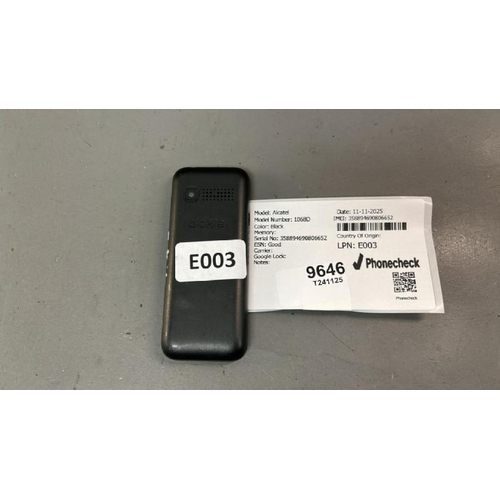 E003
Model: Alcatel
Model Number: 1068D
Color: Black
Memory:
Serial No: 358894690806652
ESN: Good
Carrier:
Google Lock:
Notes:
Date: 11-11-2025
IMEI: 358894690806652
Country Of Origin:
LPN: E003
9646
T241125
Phonecheck
Phonecheck